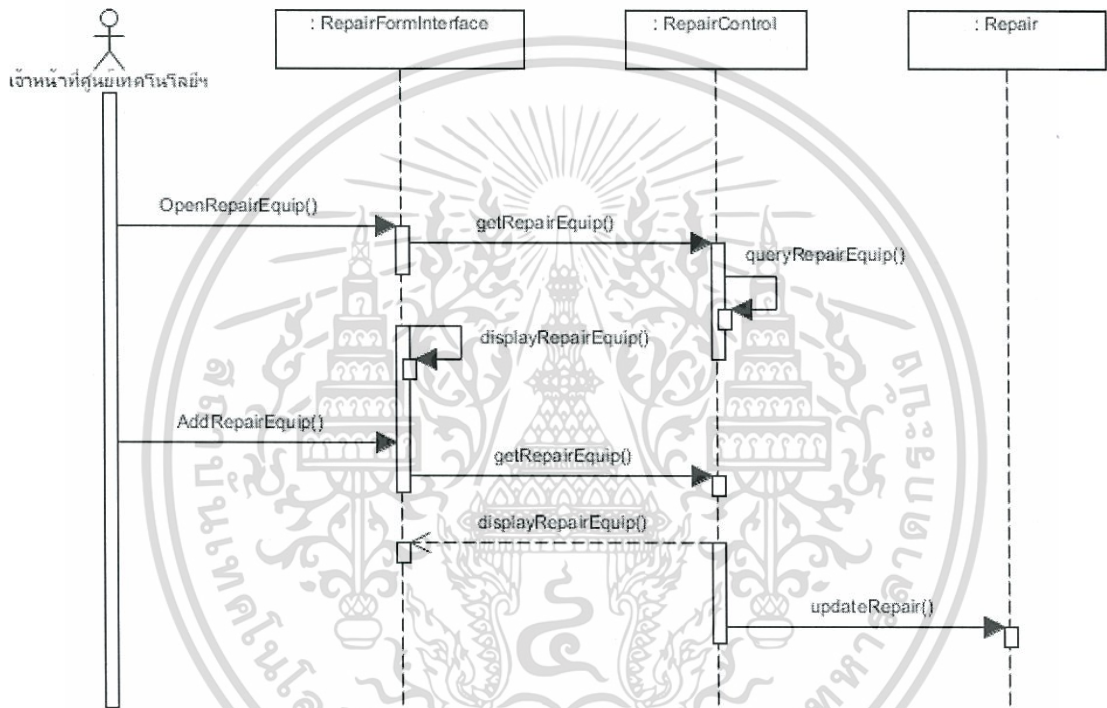 : RepairFormInterface
: RepairControl
: Repair
เจ้าหน้าที่ศูนย์เทคโนโลยีฯ
OpenRepairEquip()
getRepairEquip()
queryRepairEquip()
displayRepairEquip()
AddRepairEquip()
getRepairEquip()
displayRepairEquip()
updateRepair()